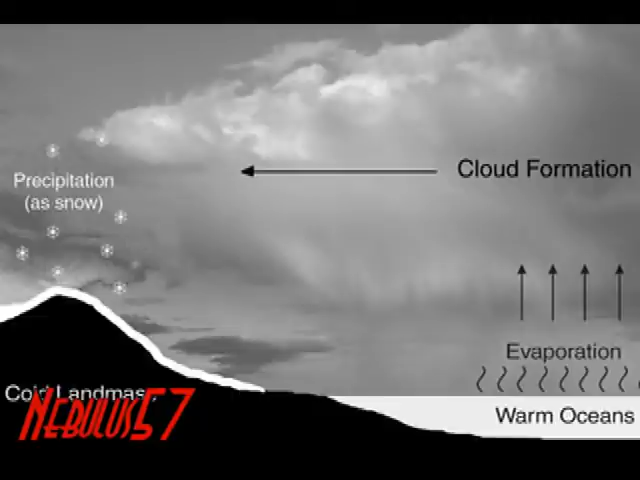 Cloud Formation
Precipitation
(as snow)
Evaporation
Cold Landmass
Warm Oceans
Nebulus57